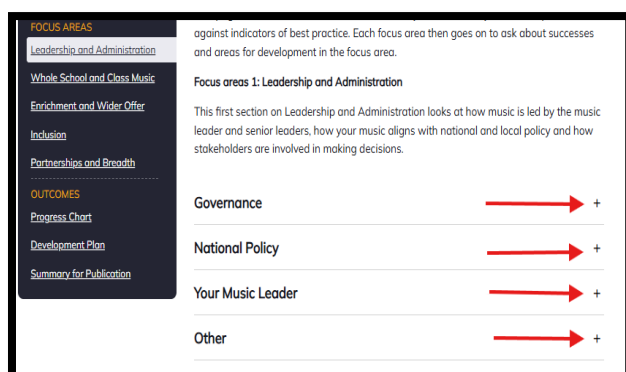 FOCUS AREAS
Leadership and Administration
Whole School and Class Music
Enrichment and Wider Offer
Inclusion
Partnerships and Breadth
OUTCOMES
Progress Chart
Development Plan
Summary for Publication
against indicators of best practice. Each focus area then goes on to ask about successes
and areas for development in the focus area.
Focus areas 1: Leadership and Administration
This first section on Leadership and Administration looks at how music is led by the music
leader and senior leaders, how your music aligns with national and local policy and how
stakeholders are involved in making decisions.
Governance +
National Policy +
Your Music Leader +
Other +